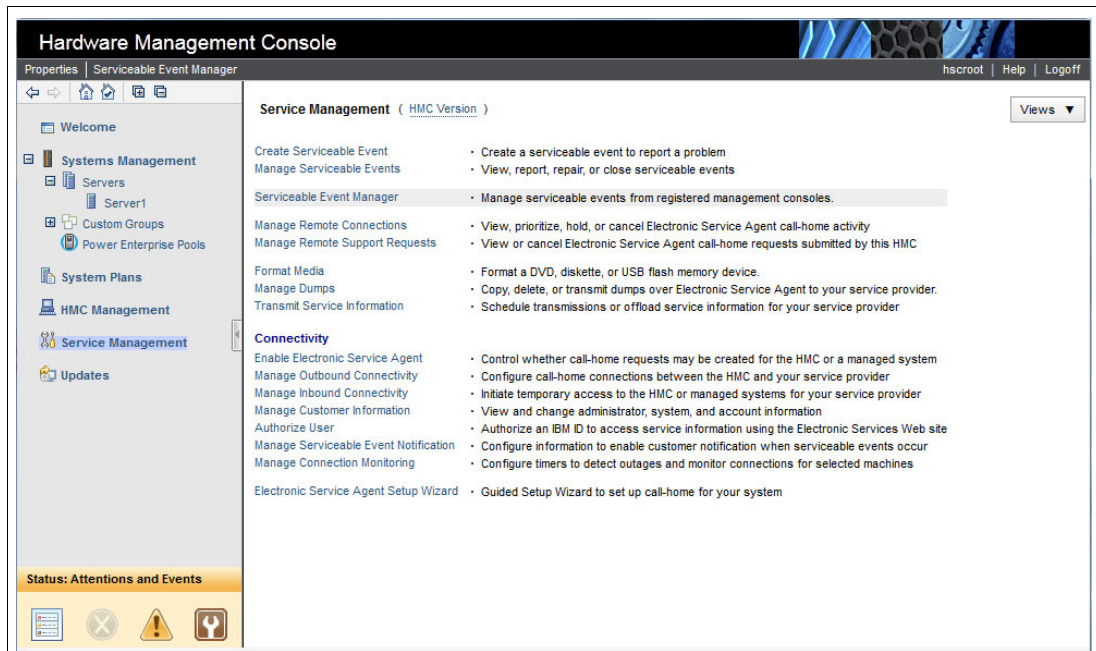 Hardware Management Console
Properties | Serviceable Event Manager
hscroot | Help | Logoff
Welcome
Systems Management
Servers
Server1
Custom Groups
Power Enterprise Pools
System Plans
HMC Management
Service Management
Updates
Status: Attentions and Events
Service Management ( HMC Version )
Views ▼
Create Serviceable Event · Create a serviceable event to report a problem
Manage Serviceable Events · View, report, repair, or close serviceable events
Serviceable Event Manager · Manage serviceable events from registered management consoles.
Manage Remote Connections · View, prioritize, hold, or cancel Electronic Service Agent call-home activity
Manage Remote Support Requests · View or cancel Electronic Service Agent call-home requests submitted by this HMC
Format Media · Format a DVD, diskette, or USB flash memory device.
Manage Dumps · Copy, delete, or transmit dumps over Electronic Service Agent to your service provider.
Transmit Service Information · Schedule transmissions or offload service information for your service provider
Connectivity
Enable Electronic Service Agent · Control whether call-home requests may be created for the HMC or a managed system
Manage Outbound Connectivity · Configure call-home connections between the HMC and your service provider
Manage Inbound Connectivity · Initiate temporary access to the HMC or managed systems for your service provider
Manage Customer Information · View and change administrator, system, and account information
Authorize User · Authorize an IBM ID to access service information using the Electronic Services Web site
Manage Serviceable Event Notification · Configure information to enable customer notification when serviceable events occur
Manage Connection Monitoring · Configure timers to detect outages and monitor connections for selected machines
Electronic Service Agent Setup Wizard · Guided Setup Wizard to set up call-home for your system